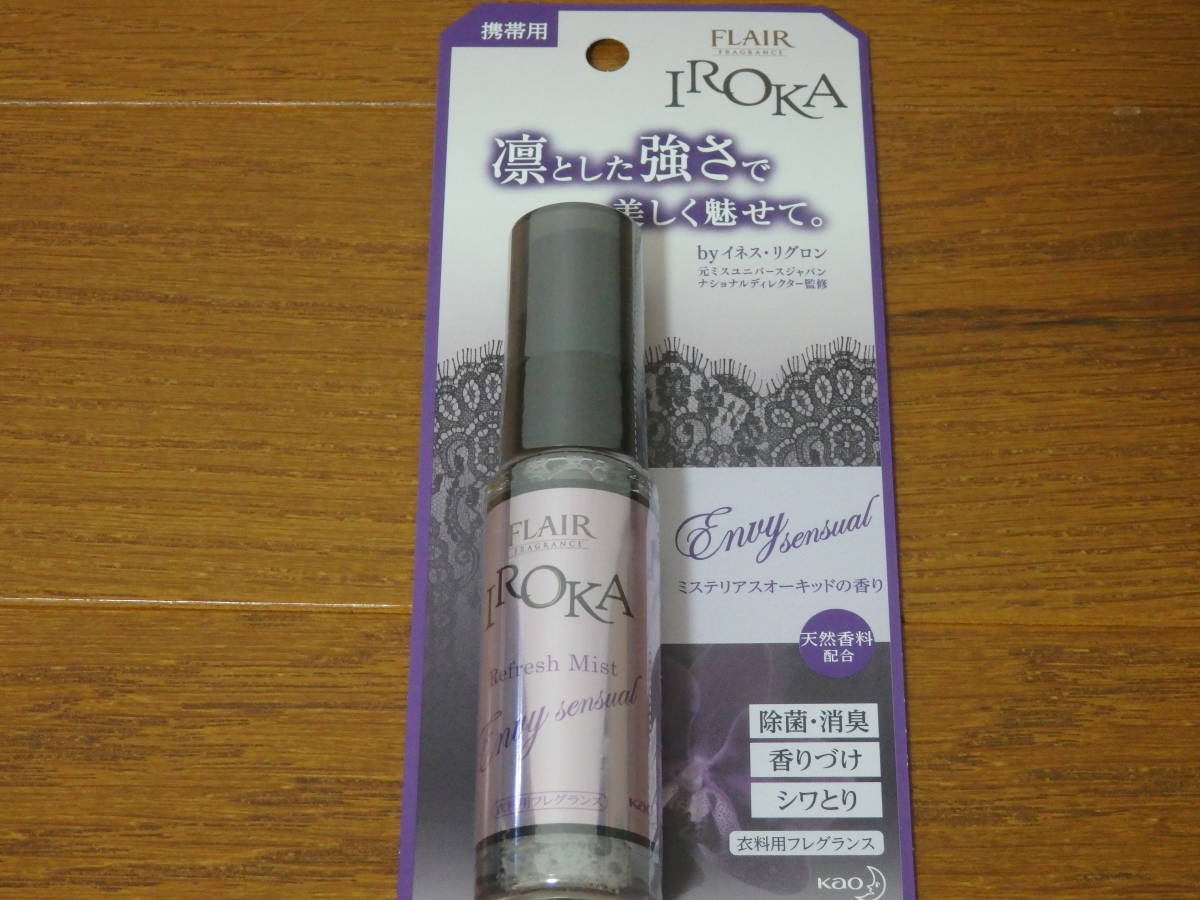 携帯用
FLAIR
FRAGRANCE
IROKA
凛とした強さで
美しく魅せて。
by イネス・リグロン
元ミスユニバースジャパン
ナショナルディレクター監修
Envy sensual
ミステリアスオーキッドの香り
天然香料
配合
除菌・消臭
香りづけ
シワとり
衣料用フレグランス
Kao
FLAIR
FRAGRANCE
IROKA
Refresh Mist
Envy sensual
衣料用フレグランス
Kao